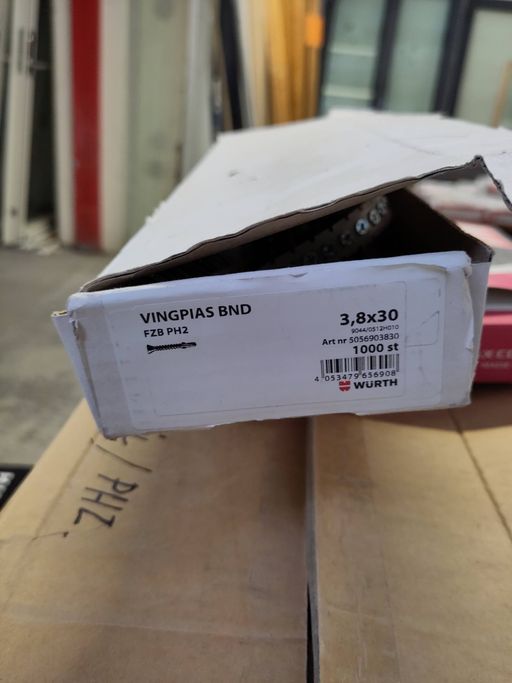 VINGPIAS BND
FZB PH2
3,8x30
9044/0512H010
Art nr 5056903830
1000 st
4 053479 656908
WÜRTH
/PH2